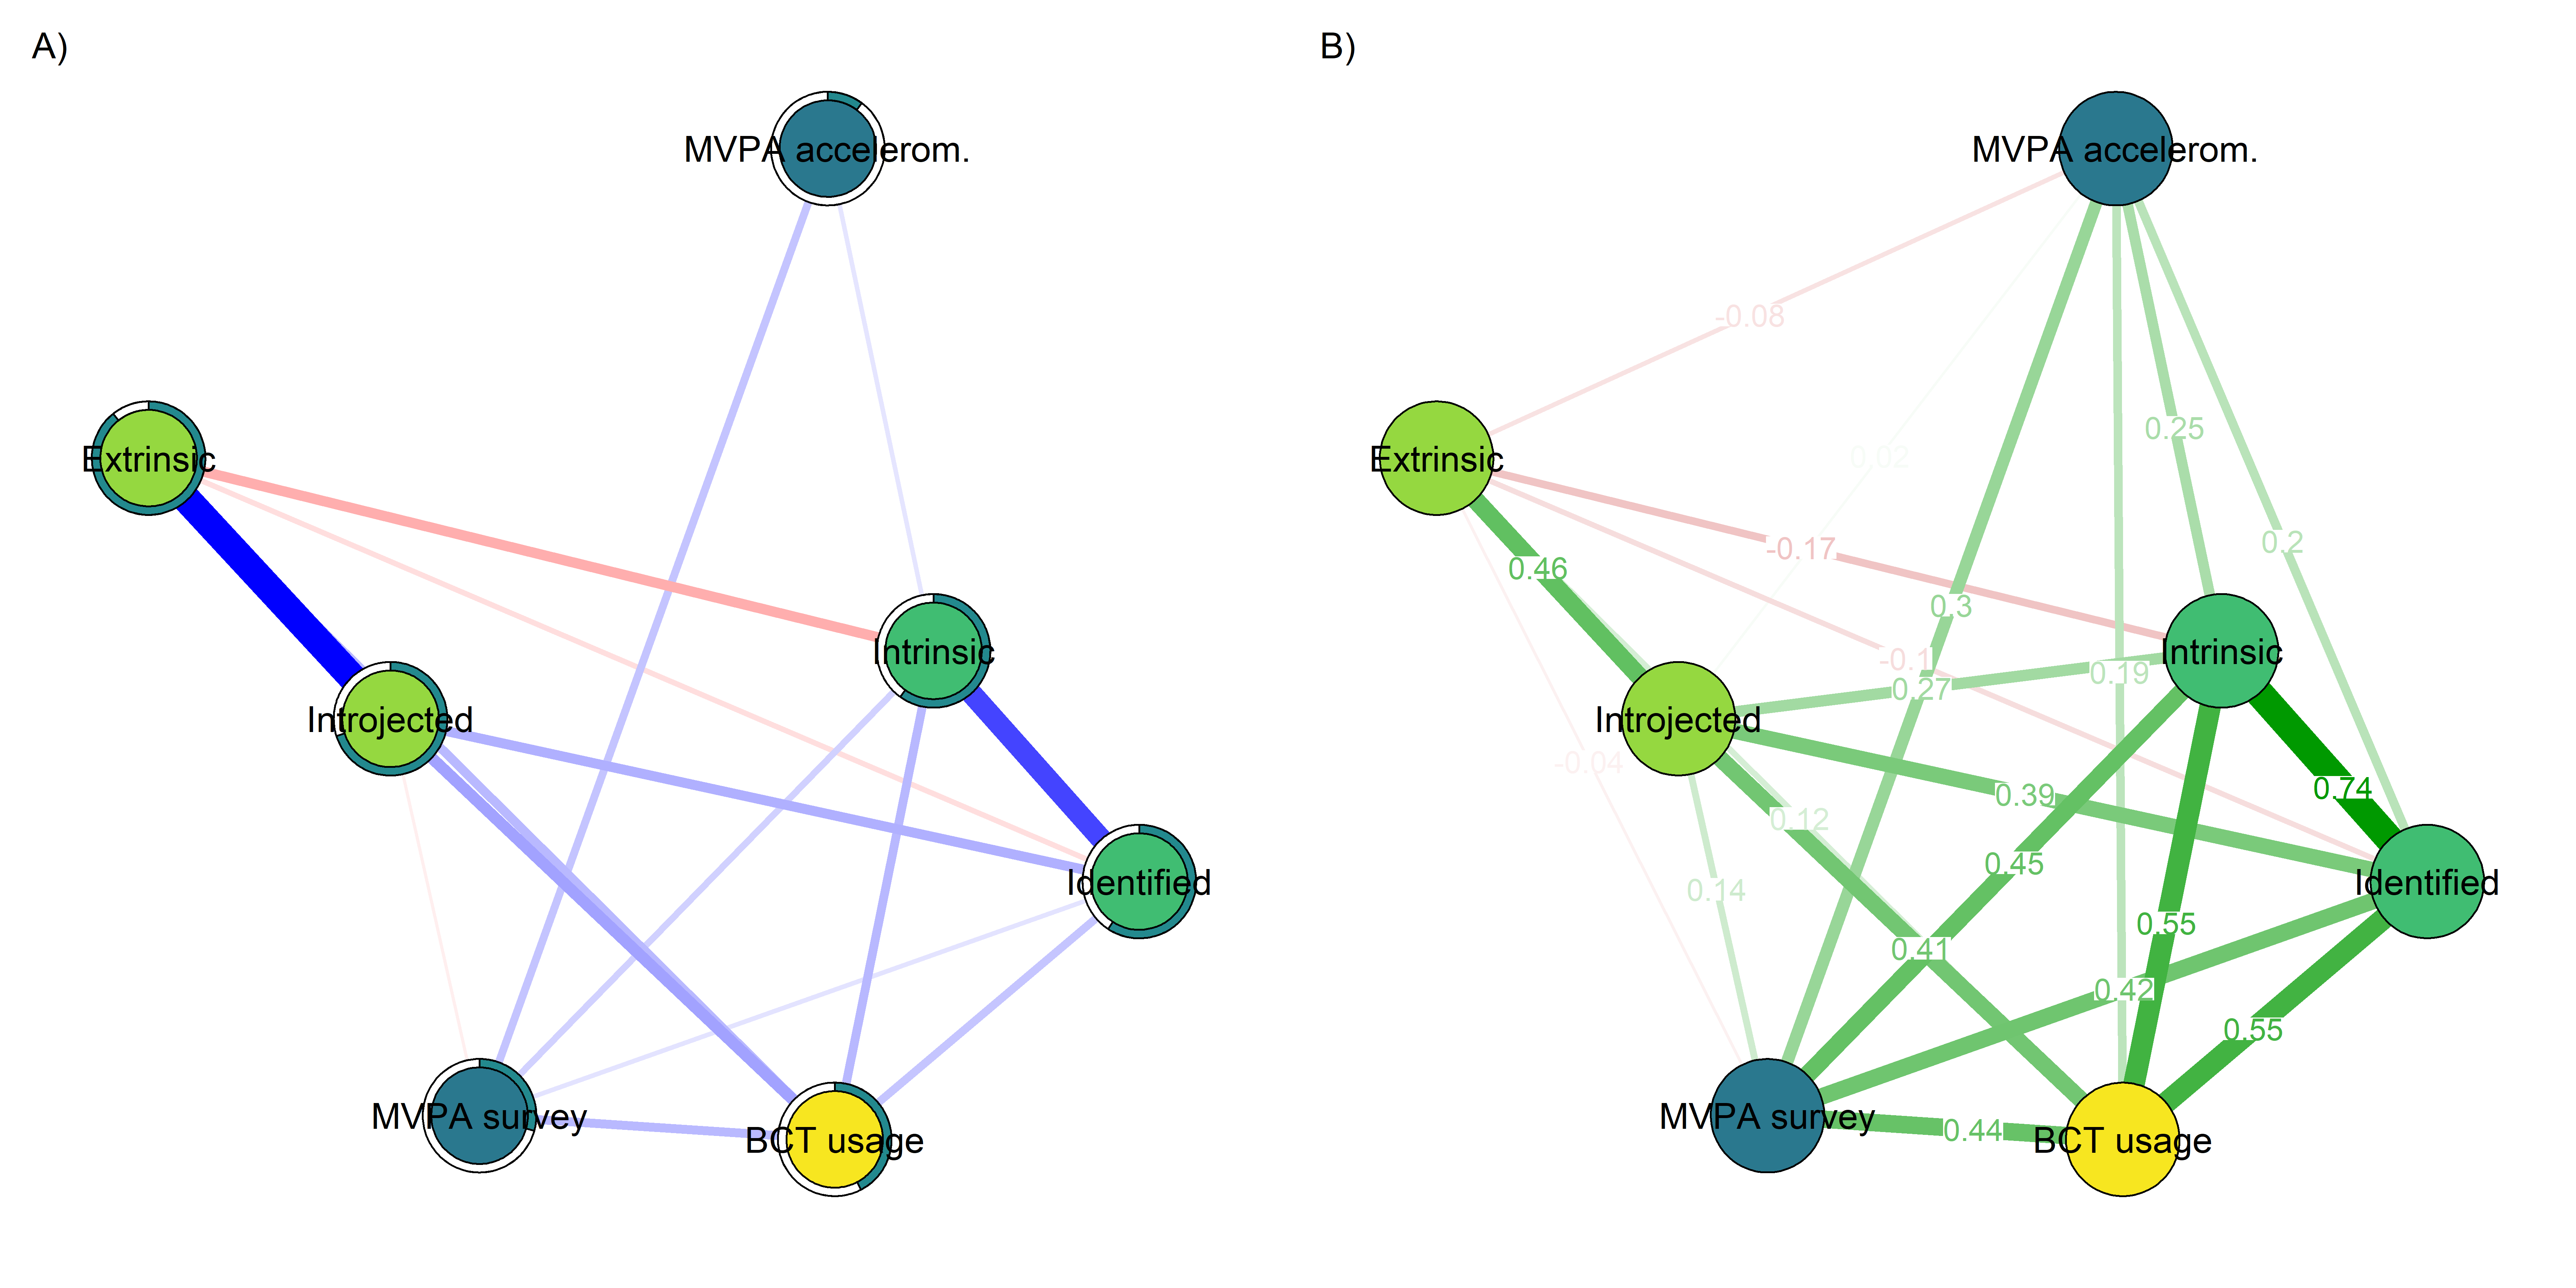 A)
MVPA accelerom.
Extrinsic
Intrinsic
Introjected
Identified
MVPA survey
BCT usage
B)
MVPA accelerom.
-0.08
0.25
Extrinsic
0.02
0.2
-0.17
0.46
0.3
Intrinsic
-0.1
0.19
0.27
Introjected
-0.04
0.74
0.39
0.12
0.45
Identified
0.14
0.55
0.41
0.42
0.55
MVPA survey
0.44
BCT usage